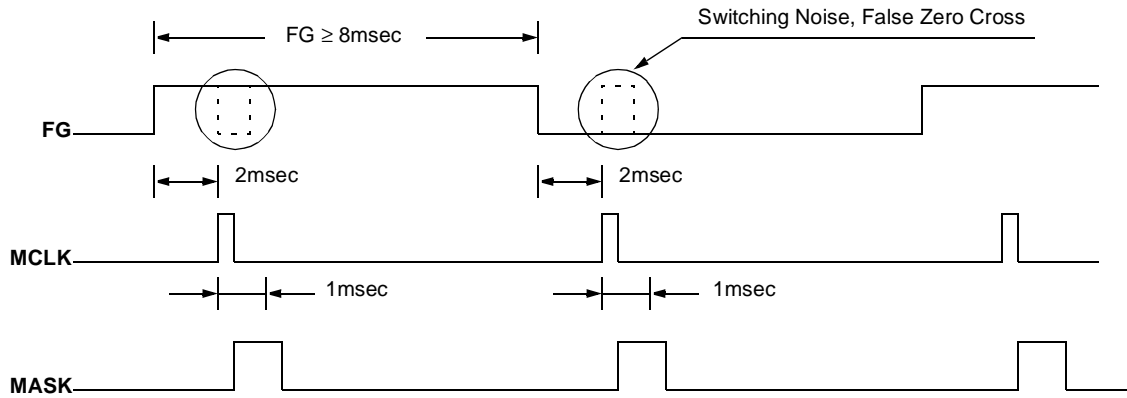 Switching Noise, False Zero Cross
FG ≥ 8msec
FG
2msec
2msec
MCLK
1msec
1msec
MASK